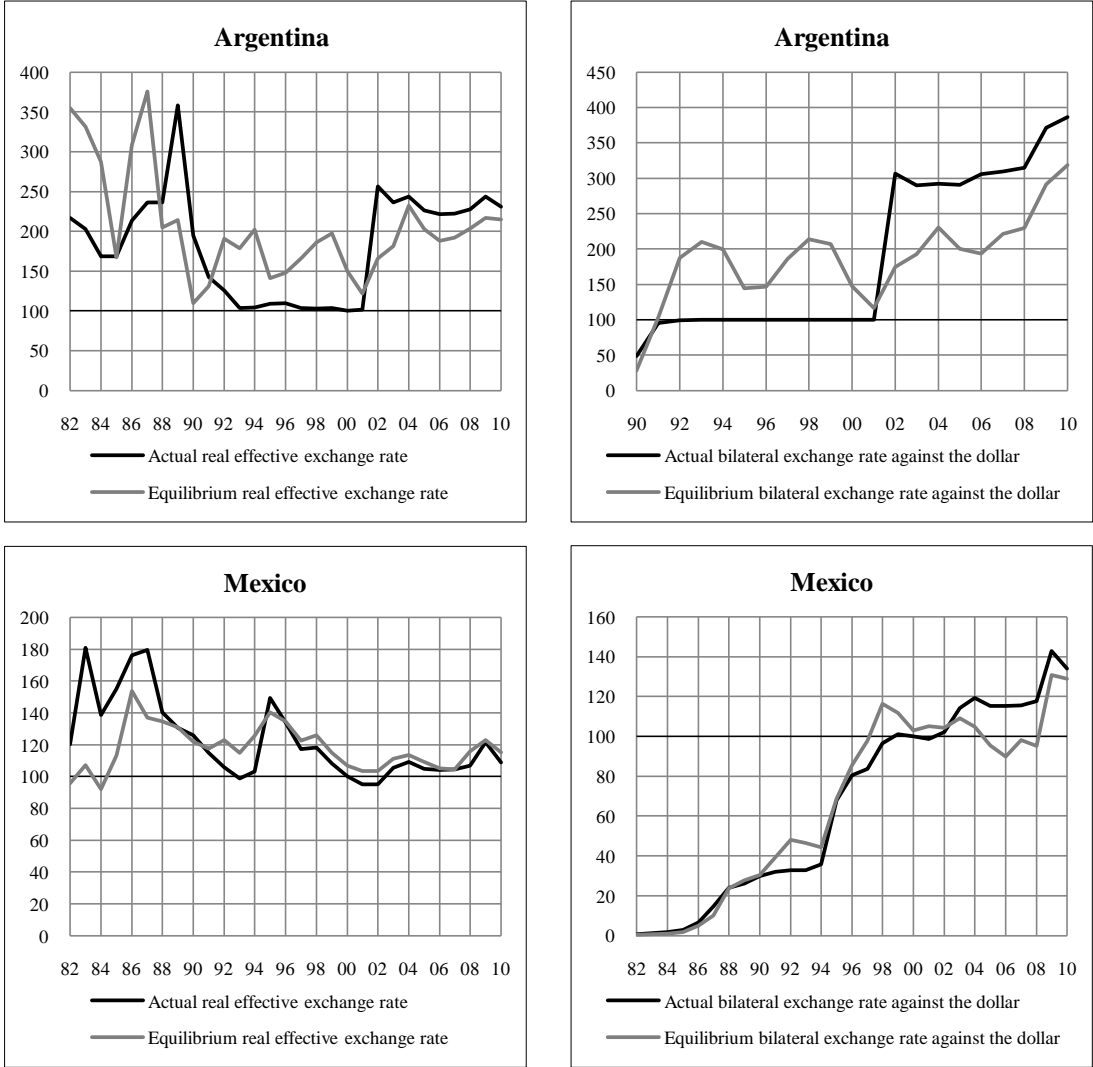 Argentina
400
350
300
250
200
150
100
50
0
82 84 86 88 90 92 94 96 98 00 02 04 06 08 10
Actual real effective exchange rate
Equilibrium real effective exchange rate
Argentina
450
400
350
300
250
200
150
100
50
0
90 92 94 96 98 00 02 04 06 08 10
Actual bilateral exchange rate against the dollar
Equilibrium bilateral exchange rate against the dollar
Mexico
200
180
160
140
120
100
80
60
40
20
0
82 84 86 88 90 92 94 96 98 00 02 04 06 08 10
Actual real effective exchange rate
Equilibrium real effective exchange rate
Mexico
160
140
120
100
80
60
40
20
0
82 84 86 88 90 92 94 96 98 00 02 04 06 08 10
Actual bilateral exchange rate against the dollar
Equilibrium bilateral exchange rate against the dollar